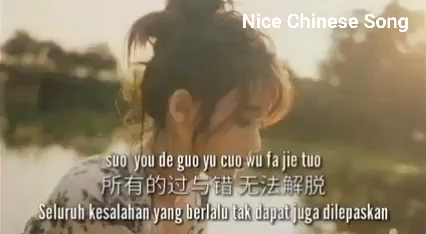 Nice Chinese Song
suo you de guo yu cuo wu fa jie tuo
所有的过与错 无法解脱
Seluruh kesalahan yang berlalu tak dapat juga dilepaskan